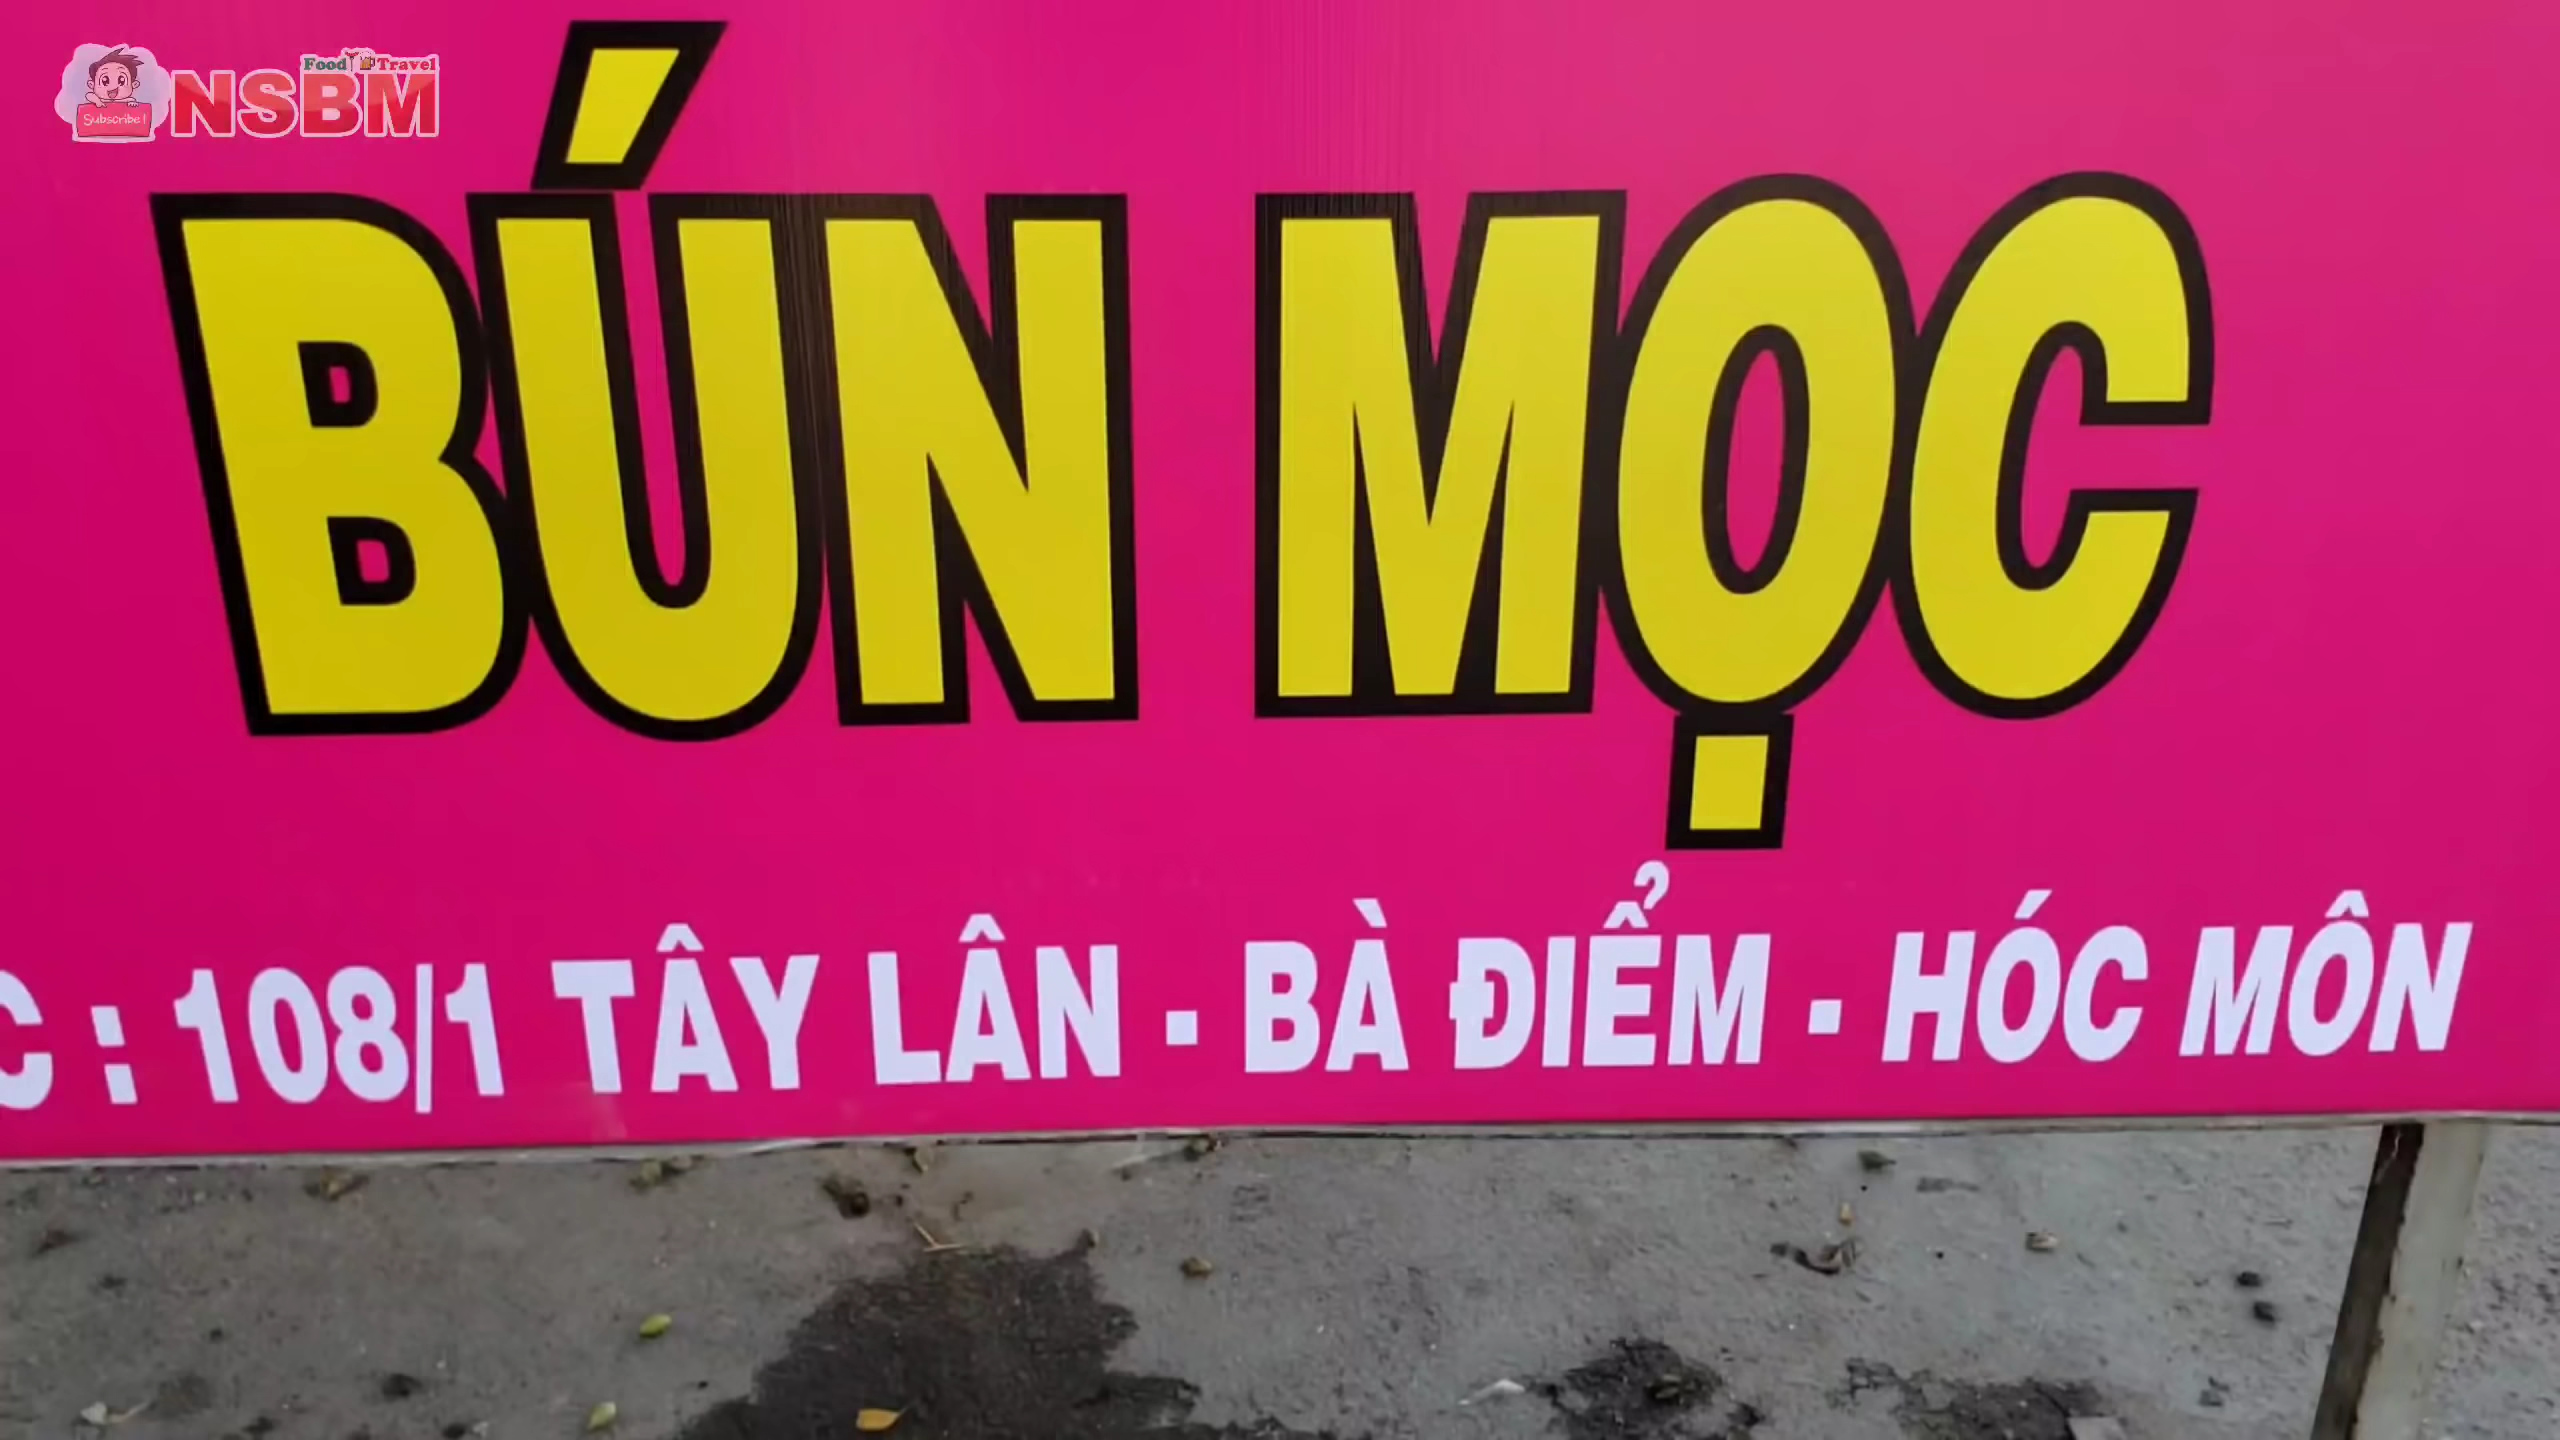 Food Travel
NSBM
Subscribe!
BÚN MỌC
C : 108/1 TÂY LÂN - BÀ ĐIỂM - HÓC MÔN